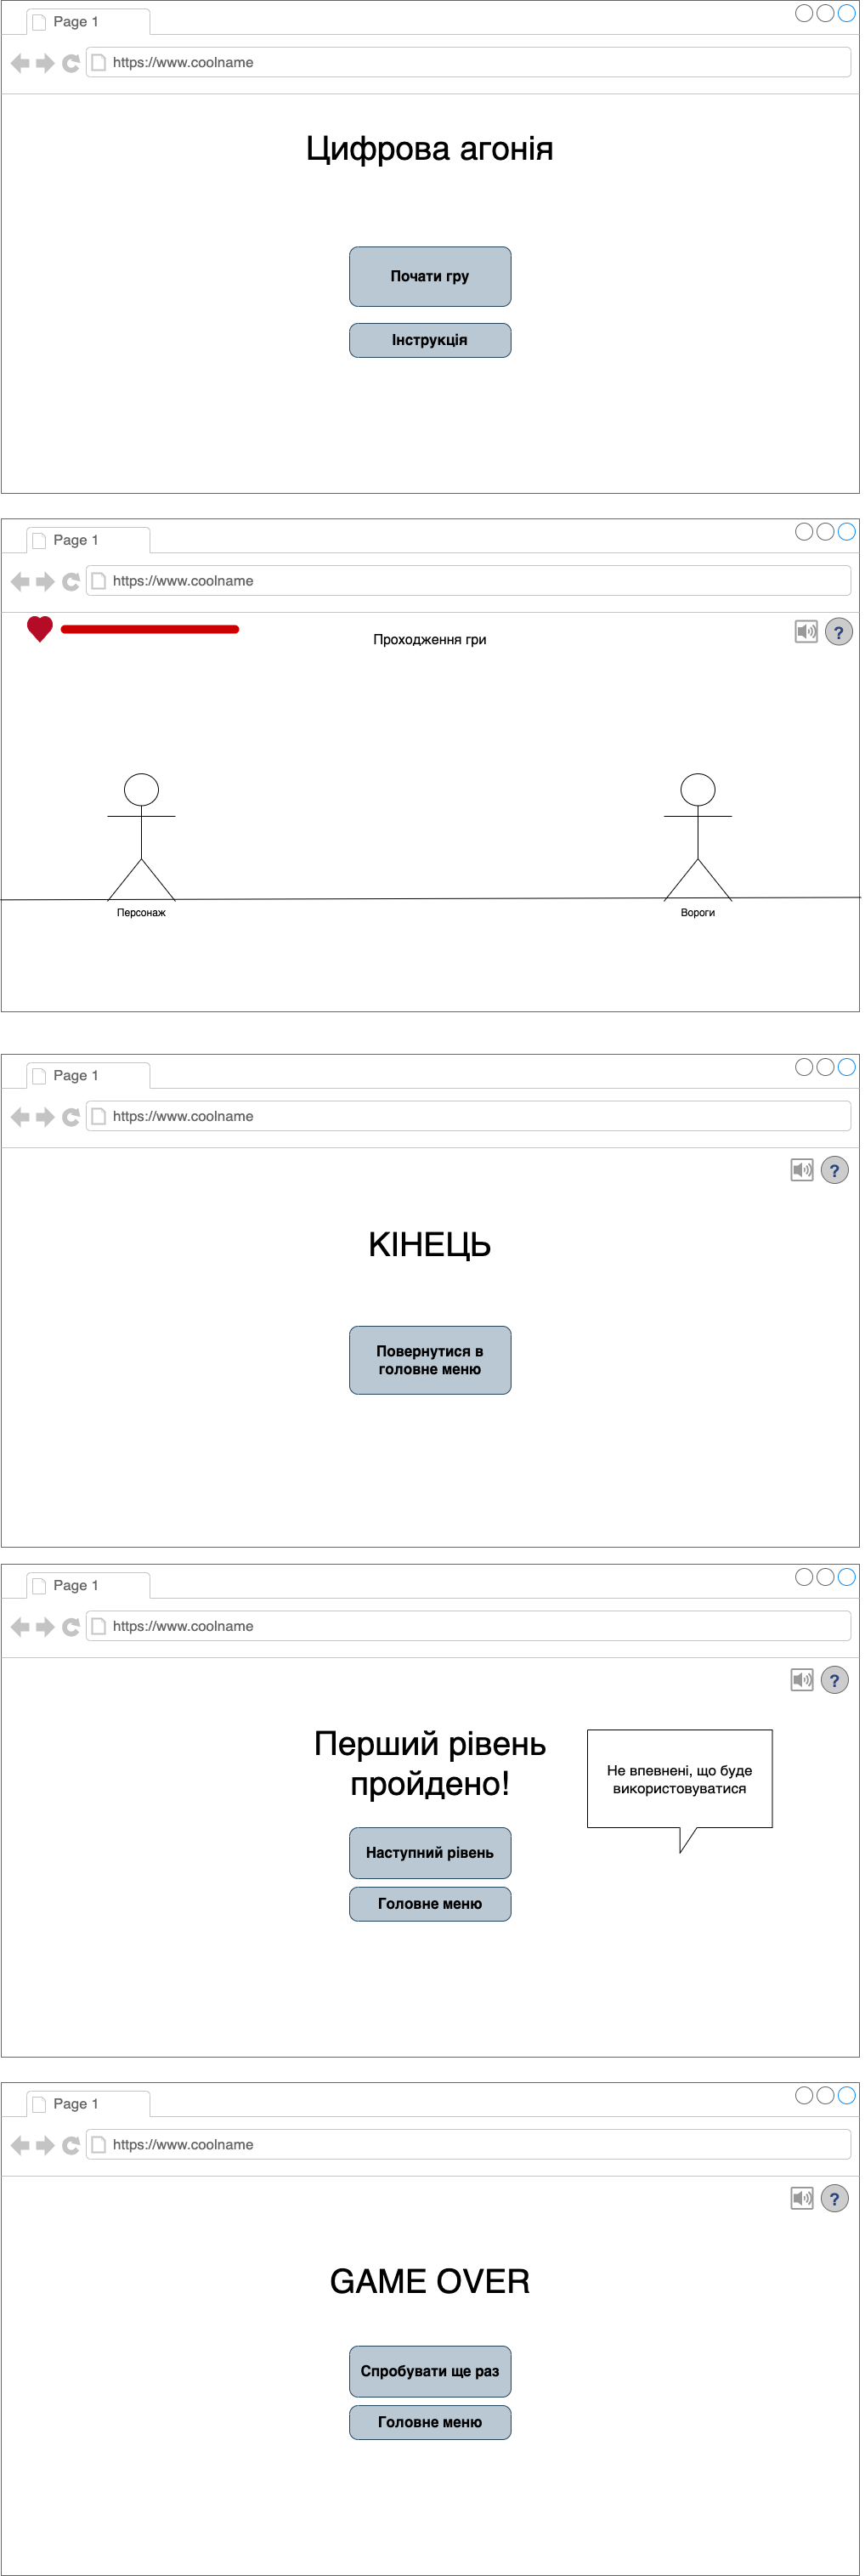 Page 1
https://www.coolname
Цифрова агонія
Почати гру
Інструкція
Page 1
https://www.coolname
Проходження гри
?
Персонаж
Вороги
Page 1
https://www.coolname
?
КІНЕЦЬ
Повернутися в
головне меню
Page 1
https://www.coolname
?
Перший рівень
пройдено!
Не впевнені, що буде
використовуватися
Наступний рівень
Головне меню
Page 1
https://www.coolname
?
GAME OVER
Спробувати ще раз
Головне меню